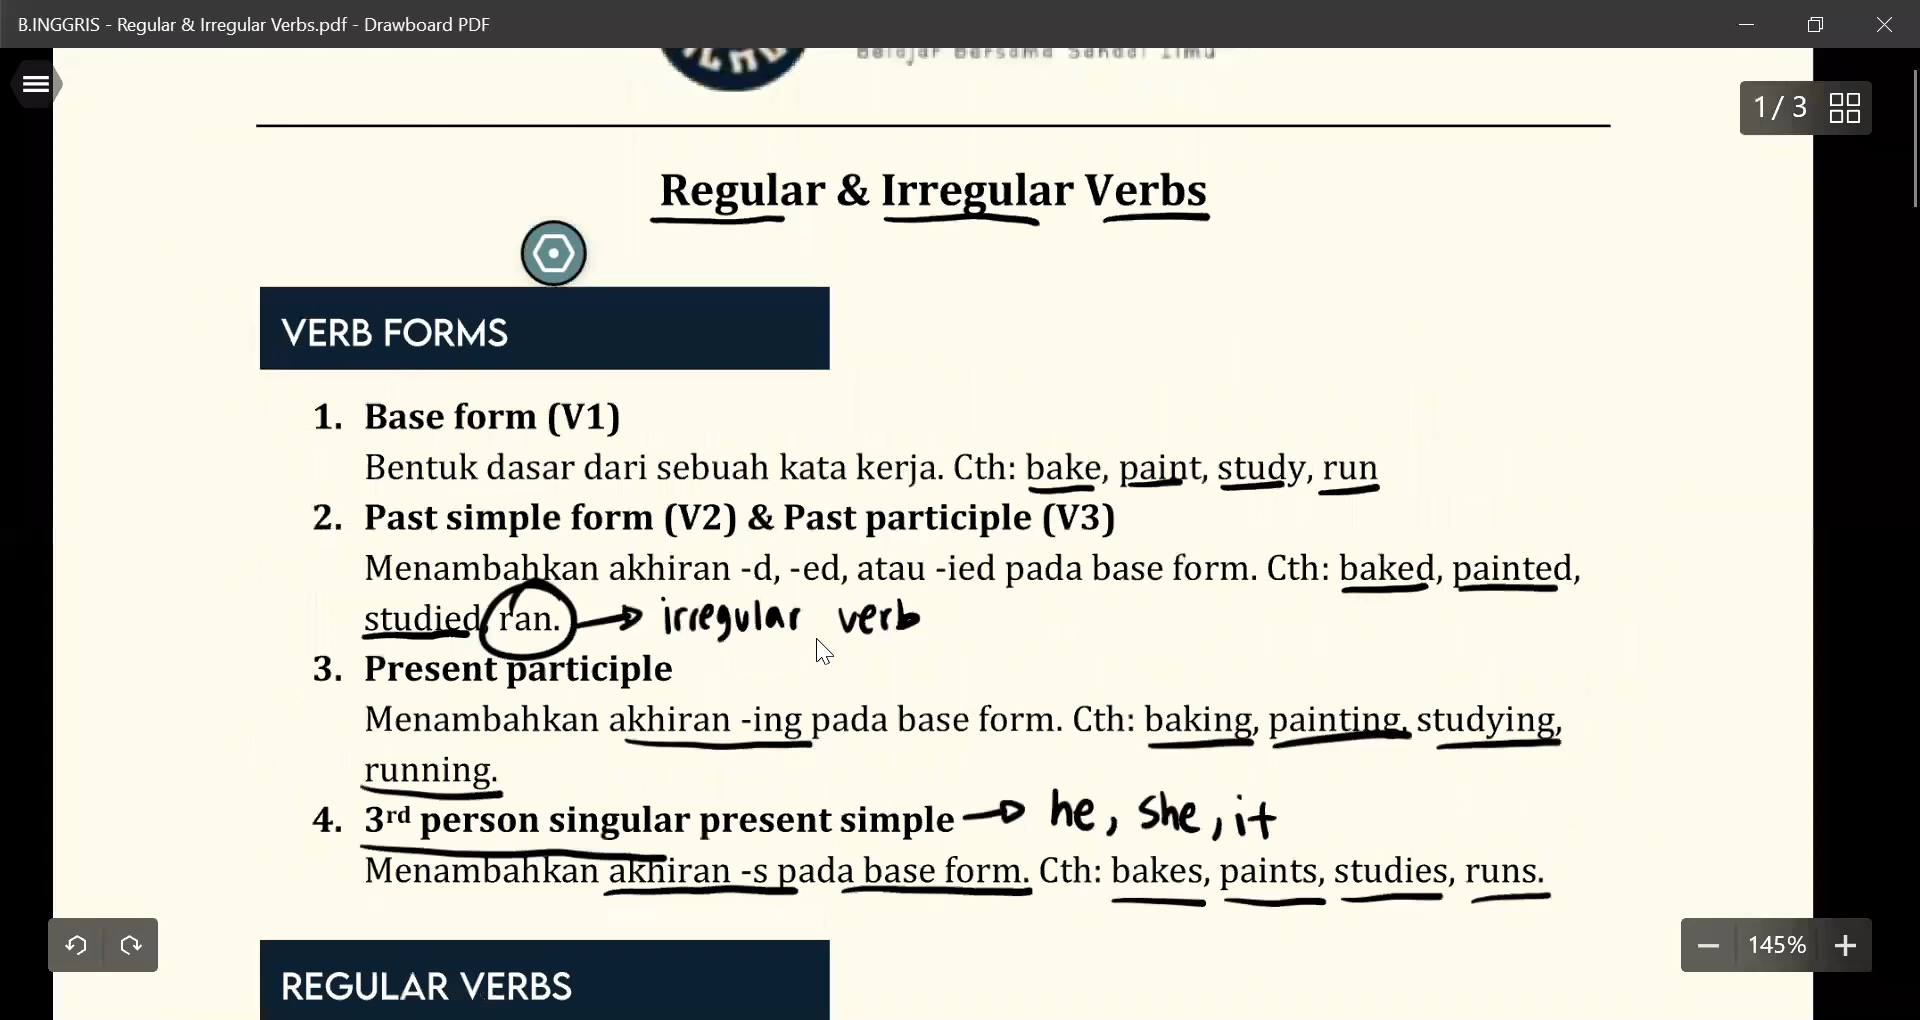 B.INGGRIS - Regular & Irregular Verbs.pdf - Drawboard PDF
Belajar Bersama Sandal Ilmu
1 / 3
Regular & Irregular Verbs
VERB FORMS
1. Base form (V1)
Bentuk dasar dari sebuah kata kerja. Cth: bake, paint, study, run
2. Past simple form (V2) & Past participle (V3)
Menambahkan akhiran -d, -ed, atau -ied pada base form. Cth: baked, painted,
studied, ran. irregular verb
3. Present participle
Menambahkan akhiran -ing pada base form. Cth: baking, painting, studying,
running.
4. 3rd person singular present simple he, she, it
Menambahkan akhiran -s pada base form. Cth: bakes, paints, studies, runs.
145%
REGULAR VERBS